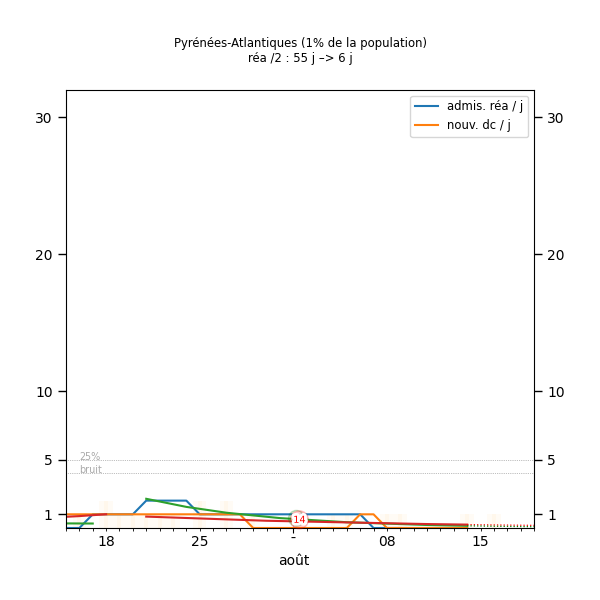 Pyrénées-Atlantiques (1% de la population)
réa /2 : 55 j –> 6 j
admis. réa / j
nouv. dc / j
30 30
20 20
10 10
25%
5 5
bruit
1 14 1
18 25 - 08 15
août